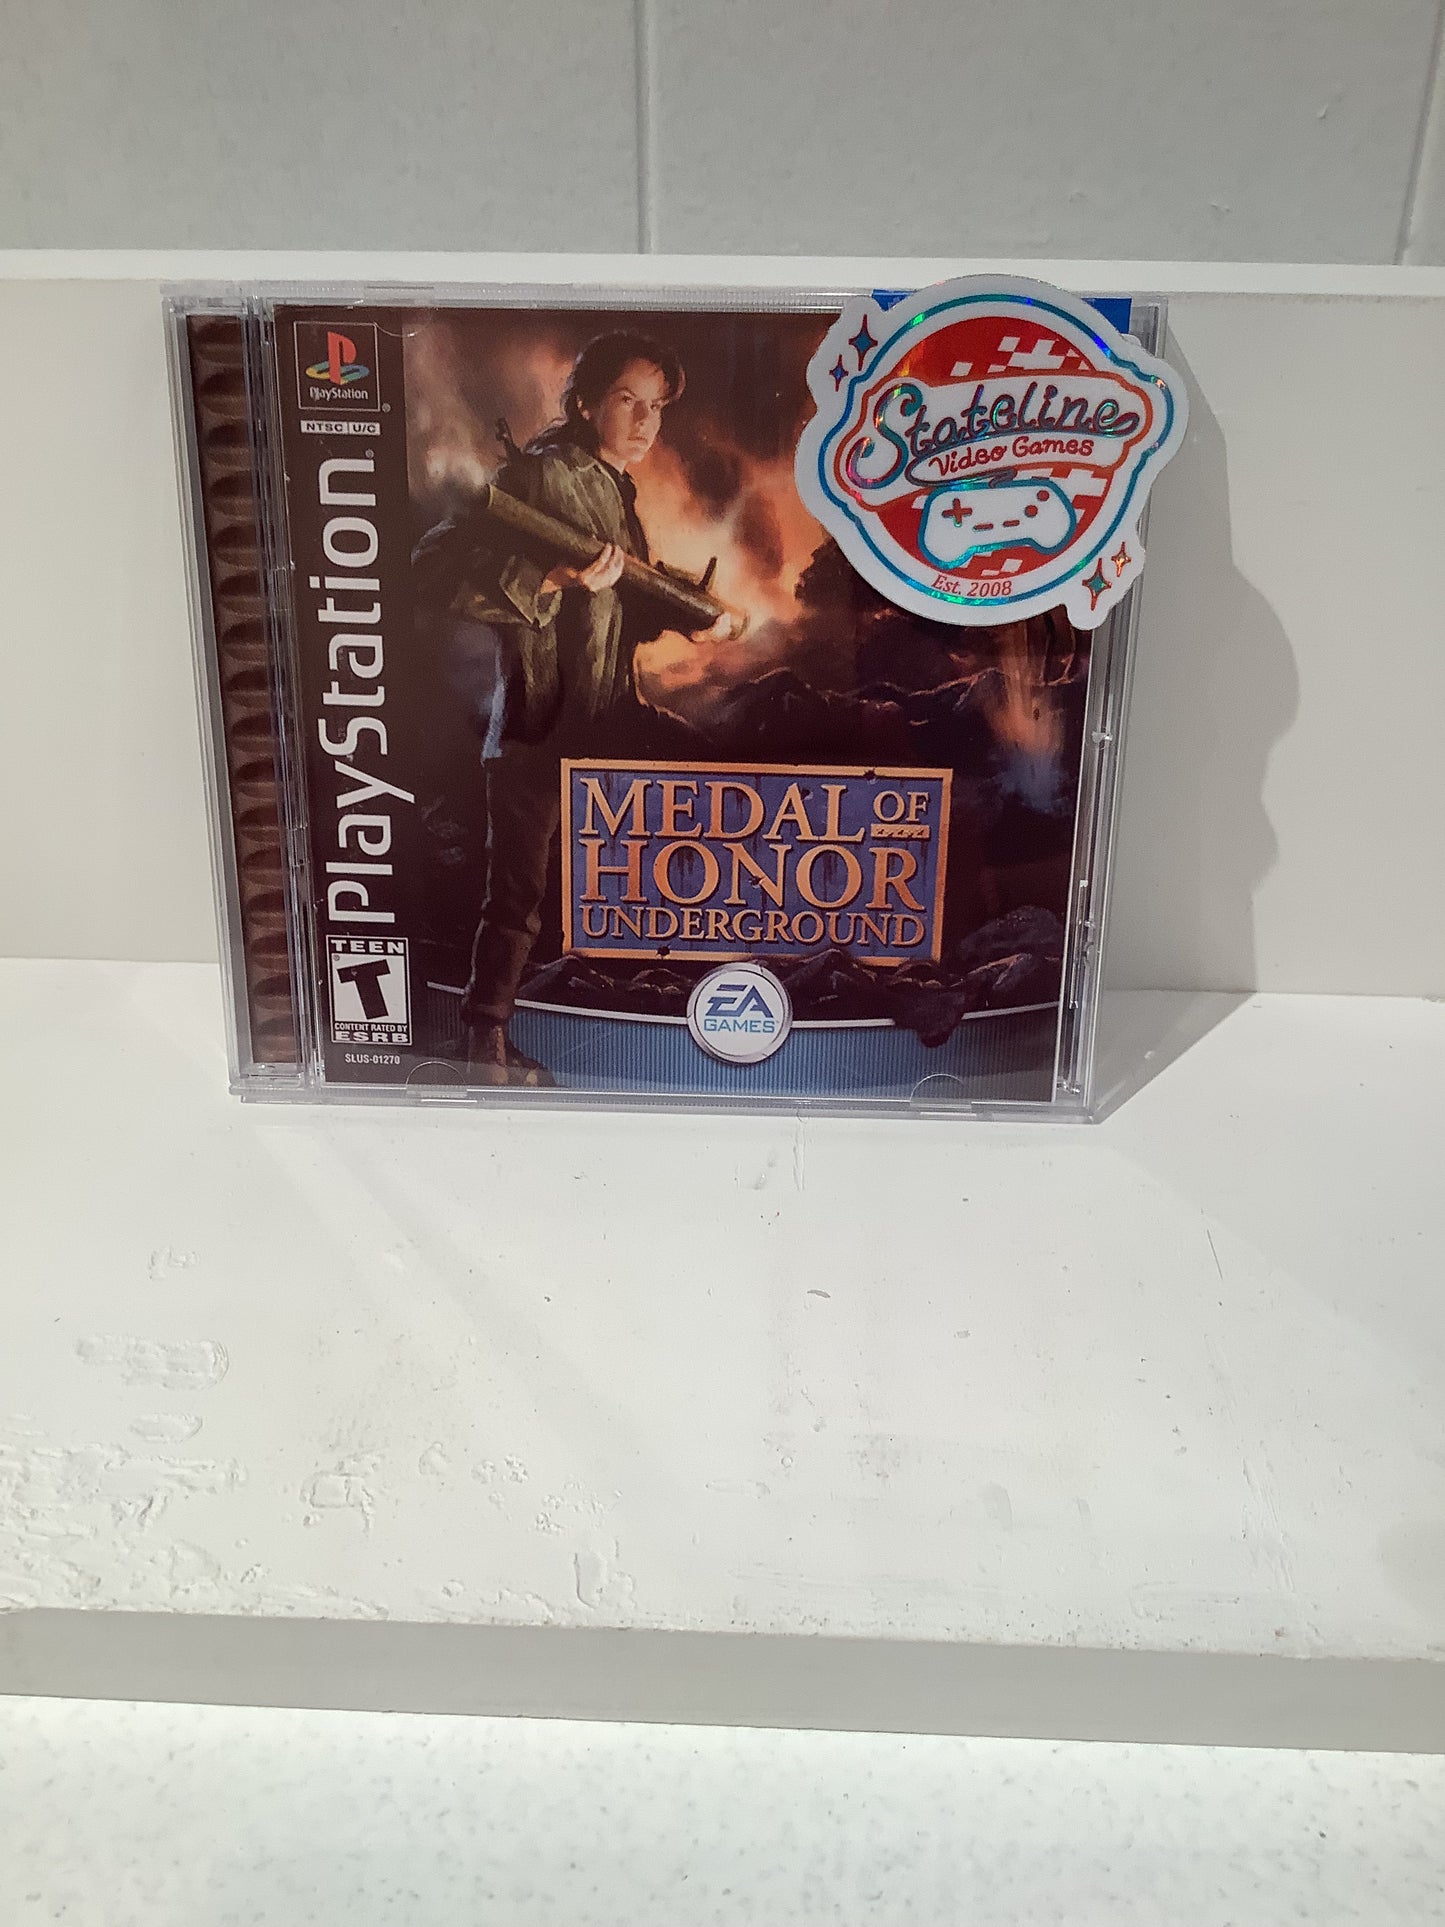 PlayStation
®
NTSC U/C
PlayStation®
TEEN
T
®
CONTENT RATED BY
ESRB
SLUS-01270
MEDAL OF
HONOR
UNDERGROUND
EA
GAMES™
Stateline
Video Games
Est. 2008